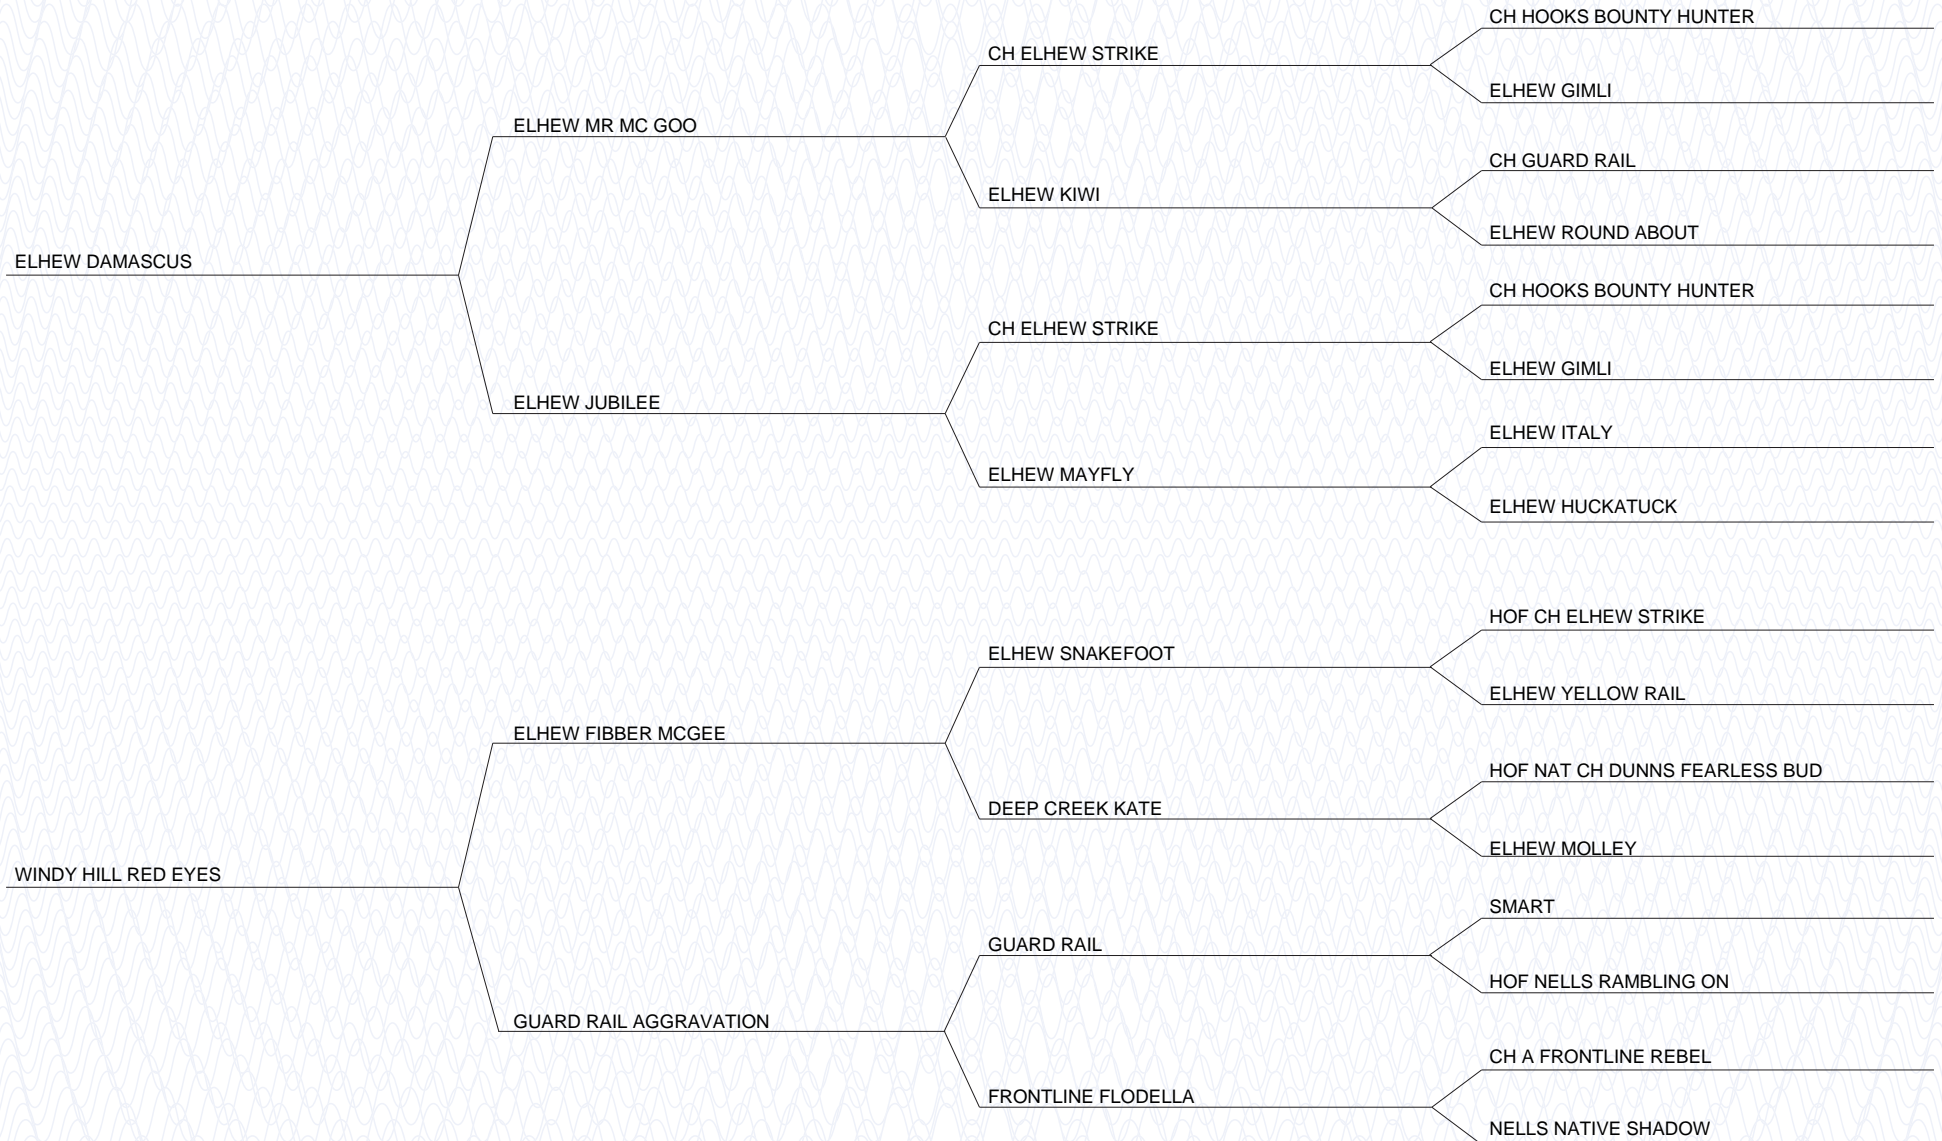 CH HOOKS BOUNTY HUNTER
CH ELHEW STRIKE
ELHEW GIMLI
ELHEW MR MC GOO
CH GUARD RAIL
ELHEW KIWI
ELHEW ROUND ABOUT
ELHEW DAMASCUS
CH HOOKS BOUNTY HUNTER
CH ELHEW STRIKE
ELHEW GIMLI
ELHEW JUBILEE
ELHEW ITALY
ELHEW MAYFLY
ELHEW HUCKATUCK
HOF CH ELHEW STRIKE
ELHEW SNAKEFOOT
ELHEW YELLOW RAIL
ELHEW FIBBER MCGEE
HOF NAT CH DUNNS FEARLESS BUD
DEEP CREEK KATE
ELHEW MOLLEY
WINDY HILL RED EYES
SMART
GUARD RAIL
HOF NELLS RAMBLING ON
GUARD RAIL AGGRAVATION
CH A FRONTLINE REBEL
FRONTLINE FLODELLA
NELLS NATIVE SHADOW